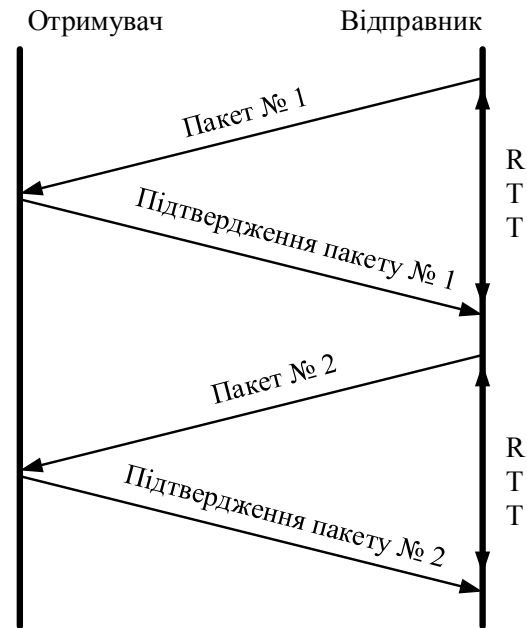 Отримувач
Відправник
Пакет № 1
R
T
T
Підтвердження пакету № 1
Пакет № 2
R
T
T
Підтвердження пакету № 2